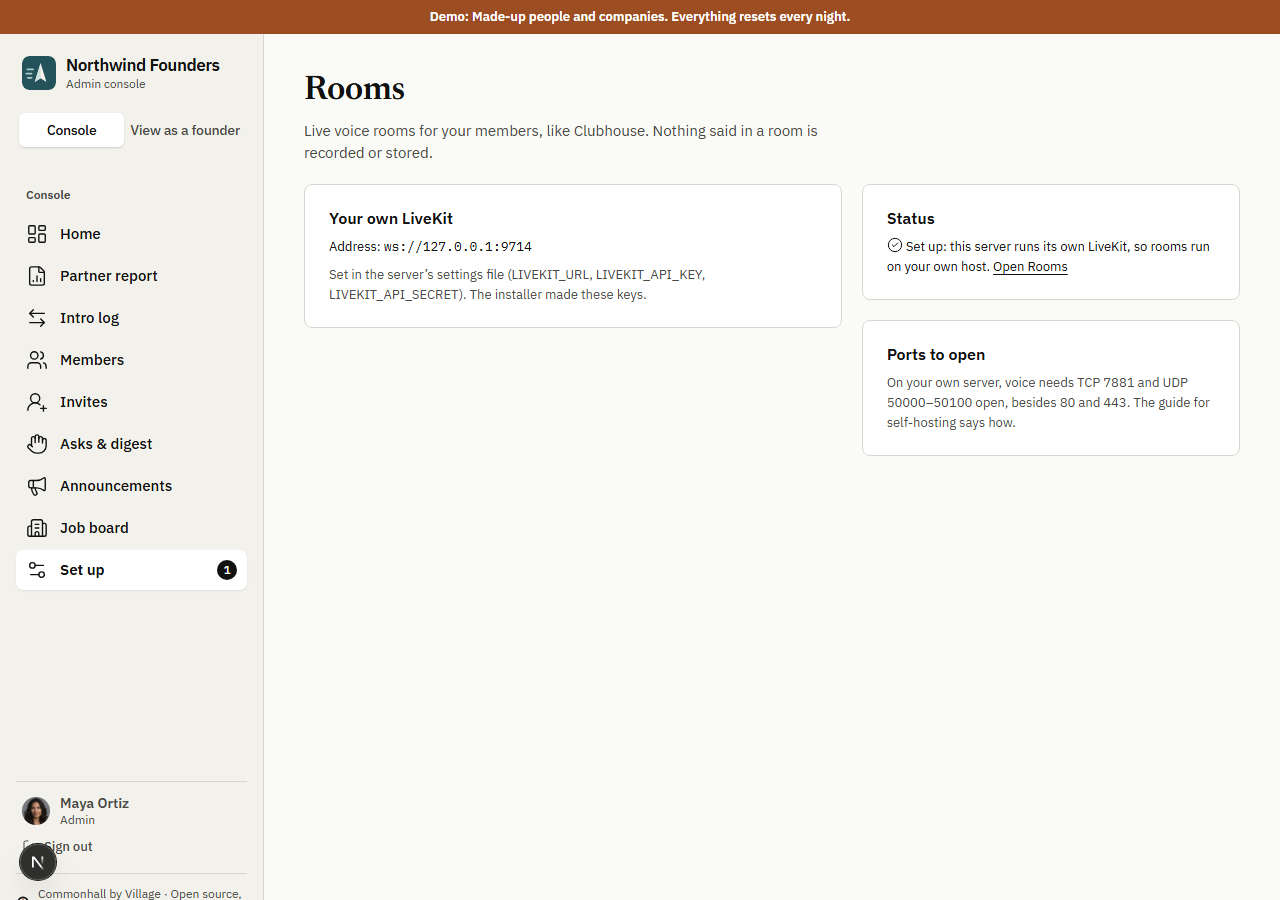 Demo: Made-up people and companies. Everything resets every night.
Northwind Founders
Admin console
Console
View as a founder
Console
Home
Partner report
Intro log
Members
Invites
Asks & digest
Announcements
Job board
Set up
1
Maya Ortiz
Admin
Sign out
N
Commonhall by Village · Open source,
Rooms
Live voice rooms for your members, like Clubhouse. Nothing said in a room is
recorded or stored.
Your own LiveKit
Address: ws://127.0.0.1:9714
Set in the server’s settings file (LIVEKIT_URL, LIVEKIT_API_KEY,
LIVEKIT_API_SECRET). The installer made these keys.
Status
Set up: this server runs its own LiveKit, so rooms run
on your own host. Open Rooms
Ports to open
On your own server, voice needs TCP 7881 and UDP
50000–50100 open, besides 80 and 443. The guide for
self-hosting says how.